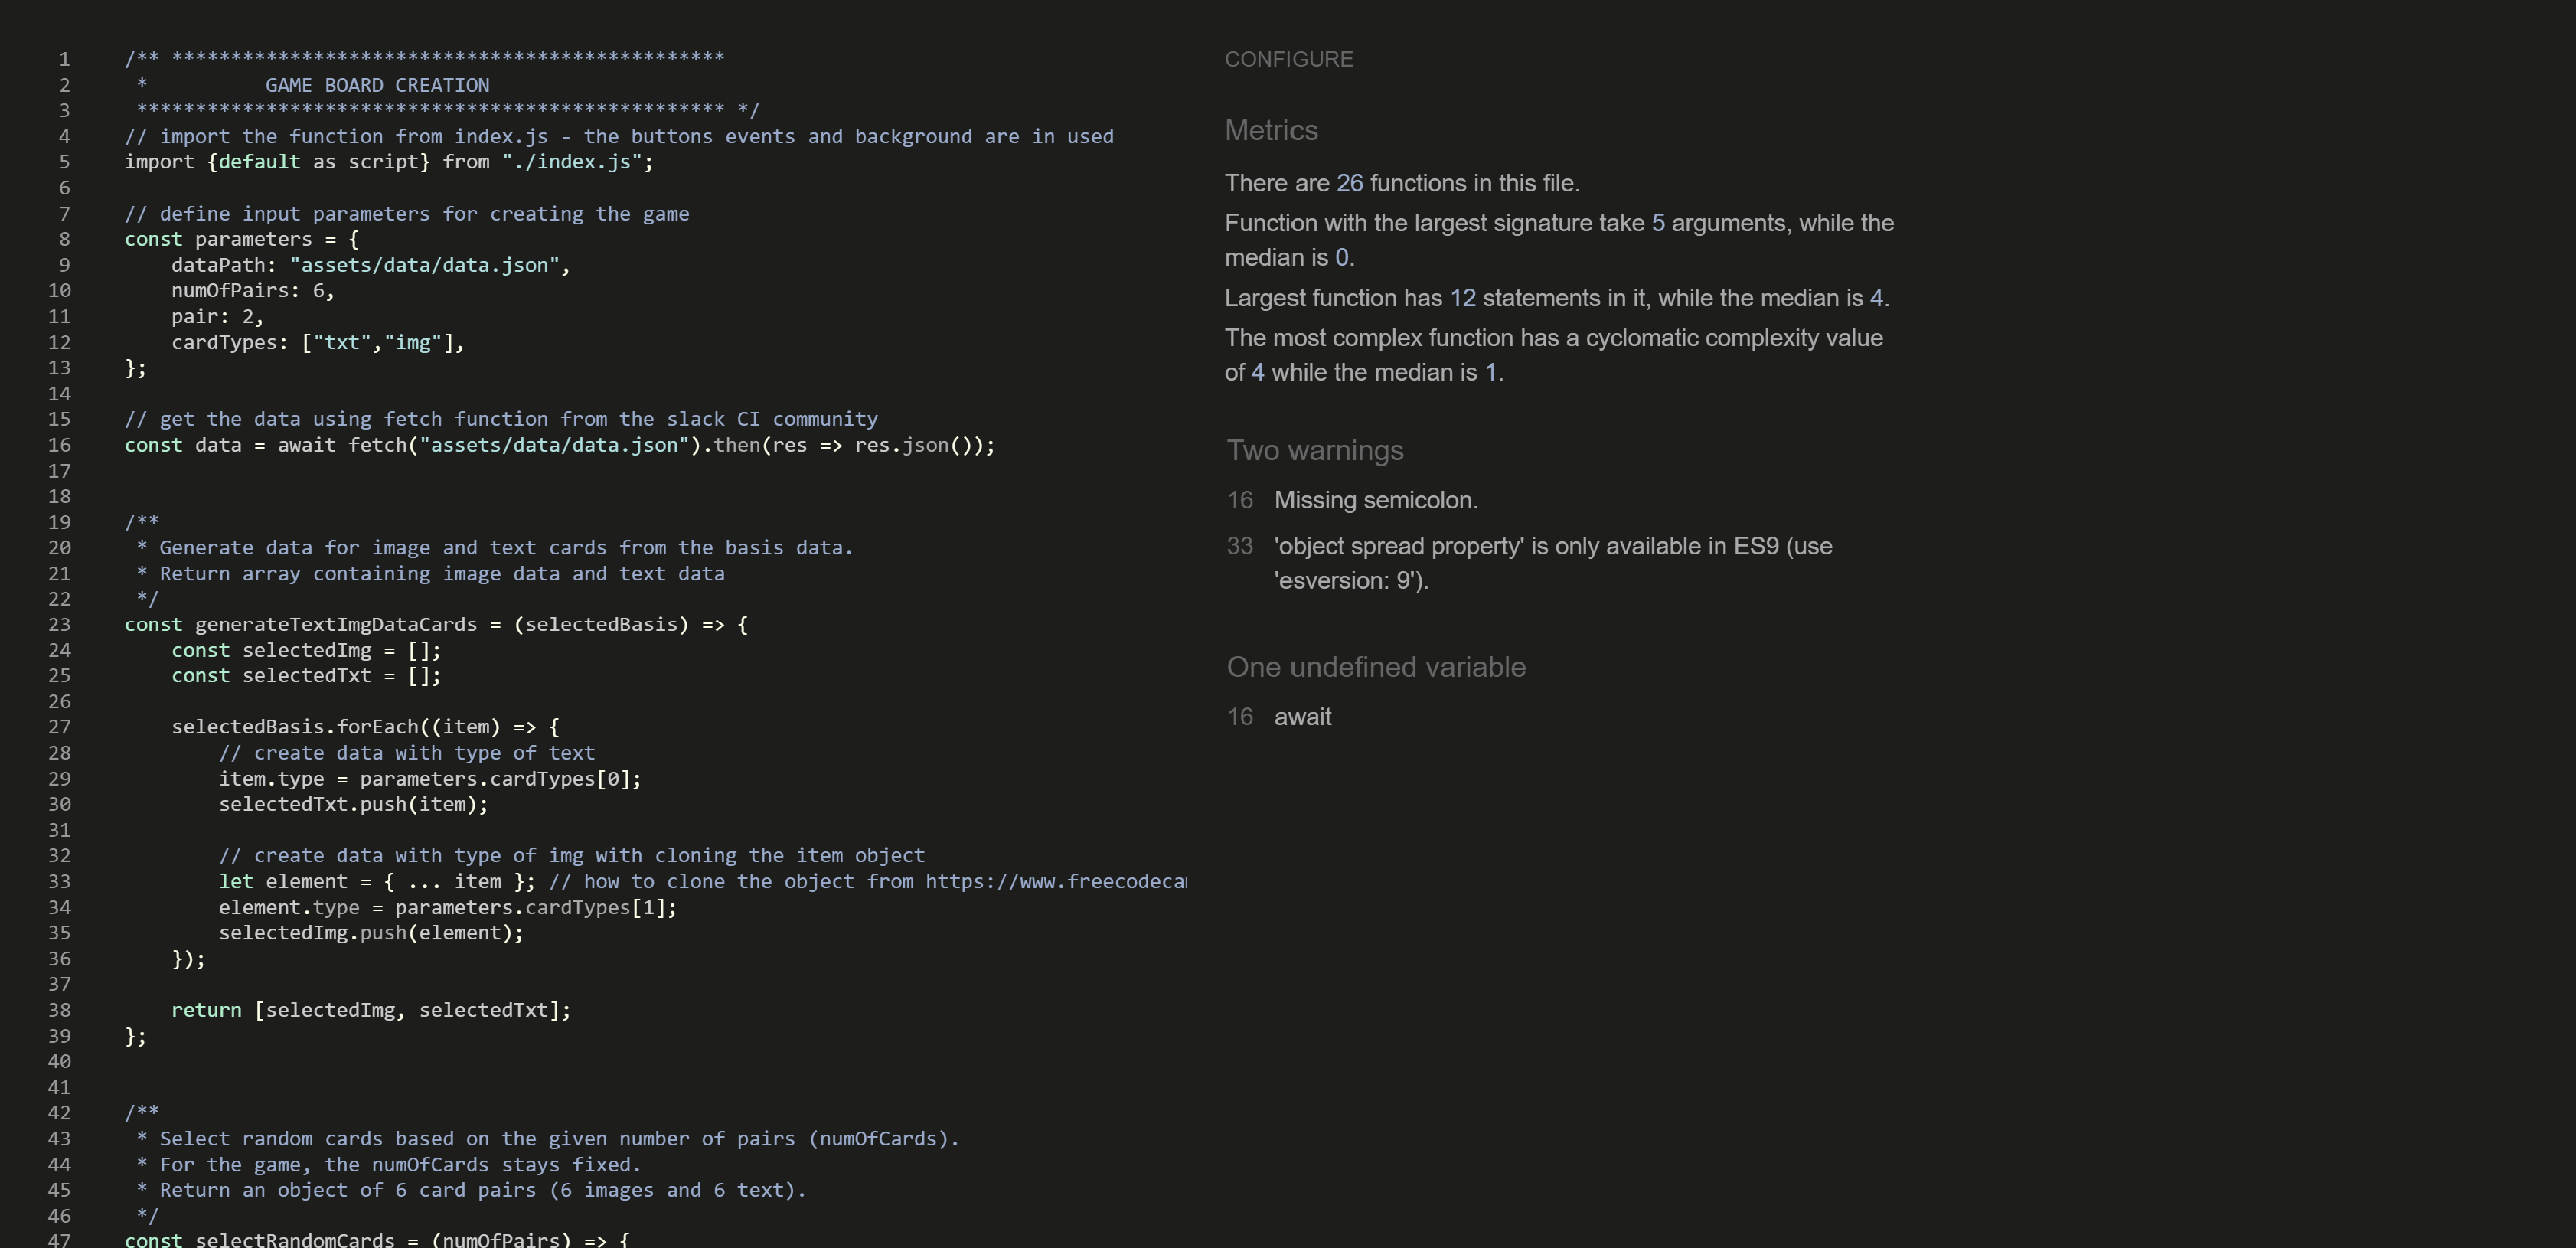 1 /** ***********************************************
2  *          GAME BOARD CREATION
3  ************************************************** */
4 // import the function from index.js - the buttons events and background are in used
5 import {default as script} from "./index.js";
6
7 // define input parameters for creating the game
8 const parameters = {
9     dataPath: "assets/data/data.json",
10     numOfPairs: 6,
11     pair: 2,
12     cardTypes: ["txt","img"],
13 };
14
15 // get the data using fetch function from the slack CI community
16 const data = await fetch("assets/data/data.json").then(res => res.json());
17
18
19 /**
20  * Generate data for image and text cards from the basis data.
21  * Return array containing image data and text data
22  */
23 const generateTextImgDataCards = (selectedBasis) => {
24     const selectedImg = [];
25     const selectedTxt = [];
26
27     selectedBasis.forEach((item) => {
28         // create data with type of text
29         item.type = parameters.cardTypes[0];
30         selectedTxt.push(item);
31
32         // create data with type of img with cloning the item object
33         let element = { ... item }; // how to clone the object from https://www.freecodeca
34         element.type = parameters.cardTypes[1];
35         selectedImg.push(element);
36     });
37
38     return [selectedImg, selectedTxt];
39 };
40
41
42 /**
43  * Select random cards based on the given number of pairs (numOfCards).
44  * For the game, the numOfCards stays fixed.
45  * Return an object of 6 card pairs (6 images and 6 text).
46  */
47 const selectRandomCards = (numOfPairs) => {
CONFIGURE
Metrics
There are 26 functions in this file.
Function with the largest signature take 5 arguments, while the
median is 0.
Largest function has 12 statements in it, while the median is 4.
The most complex function has a cyclomatic complexity value
of 4 while the median is 1.
Two warnings
16 Missing semicolon.
33 'object spread property' is only available in ES9 (use
'esversion: 9').
One undefined variable
16 await